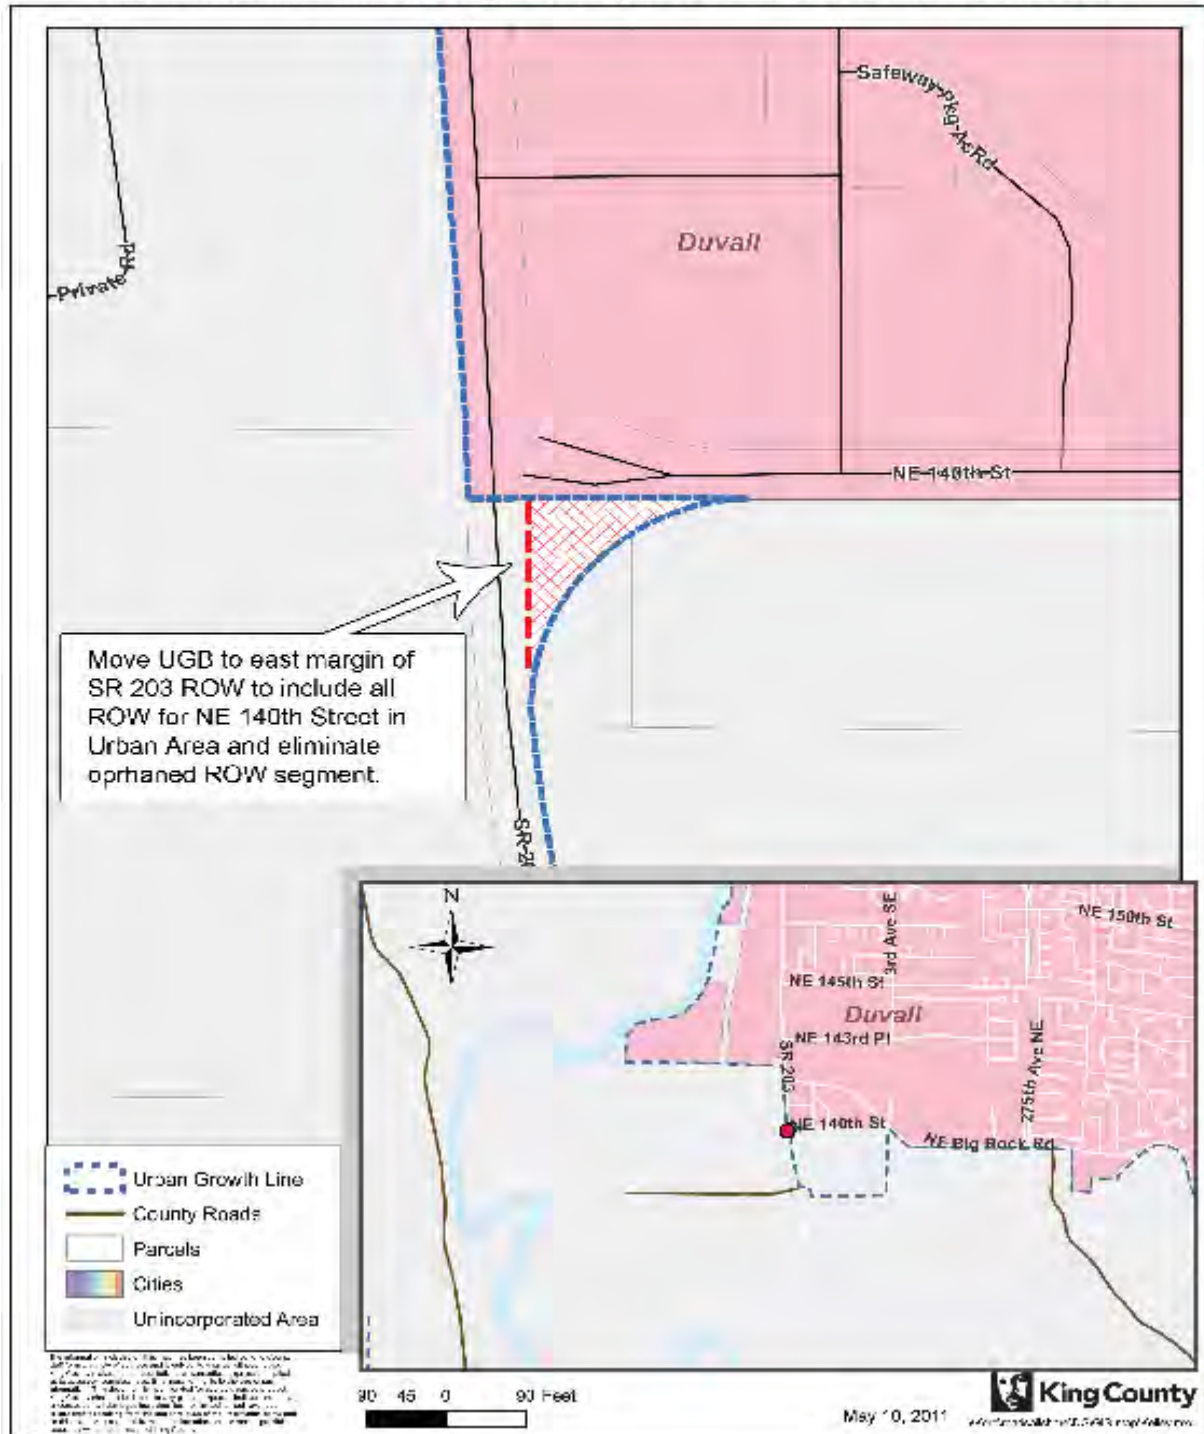 Safeway Pkg AcRd
Duvall
Private Rd
NE 140th St
Move UGB to east margin of
SR 203 ROW to include all
ROW for NE 140th Street in
Urban Area and eliminate
oprhaned ROW segment.
SR-20
N
3rd Ave SE
NE 150th St
NE 145th St
Duvall
NE 143rd Pl
SR 203
275th Ave NE
NE 140th St
NE Big Rock Rd
Urban Growth Line
County Roads
Parcels
Cities
Unincorporated Area
90 45 0 90 Feet
May 10, 2011
King County